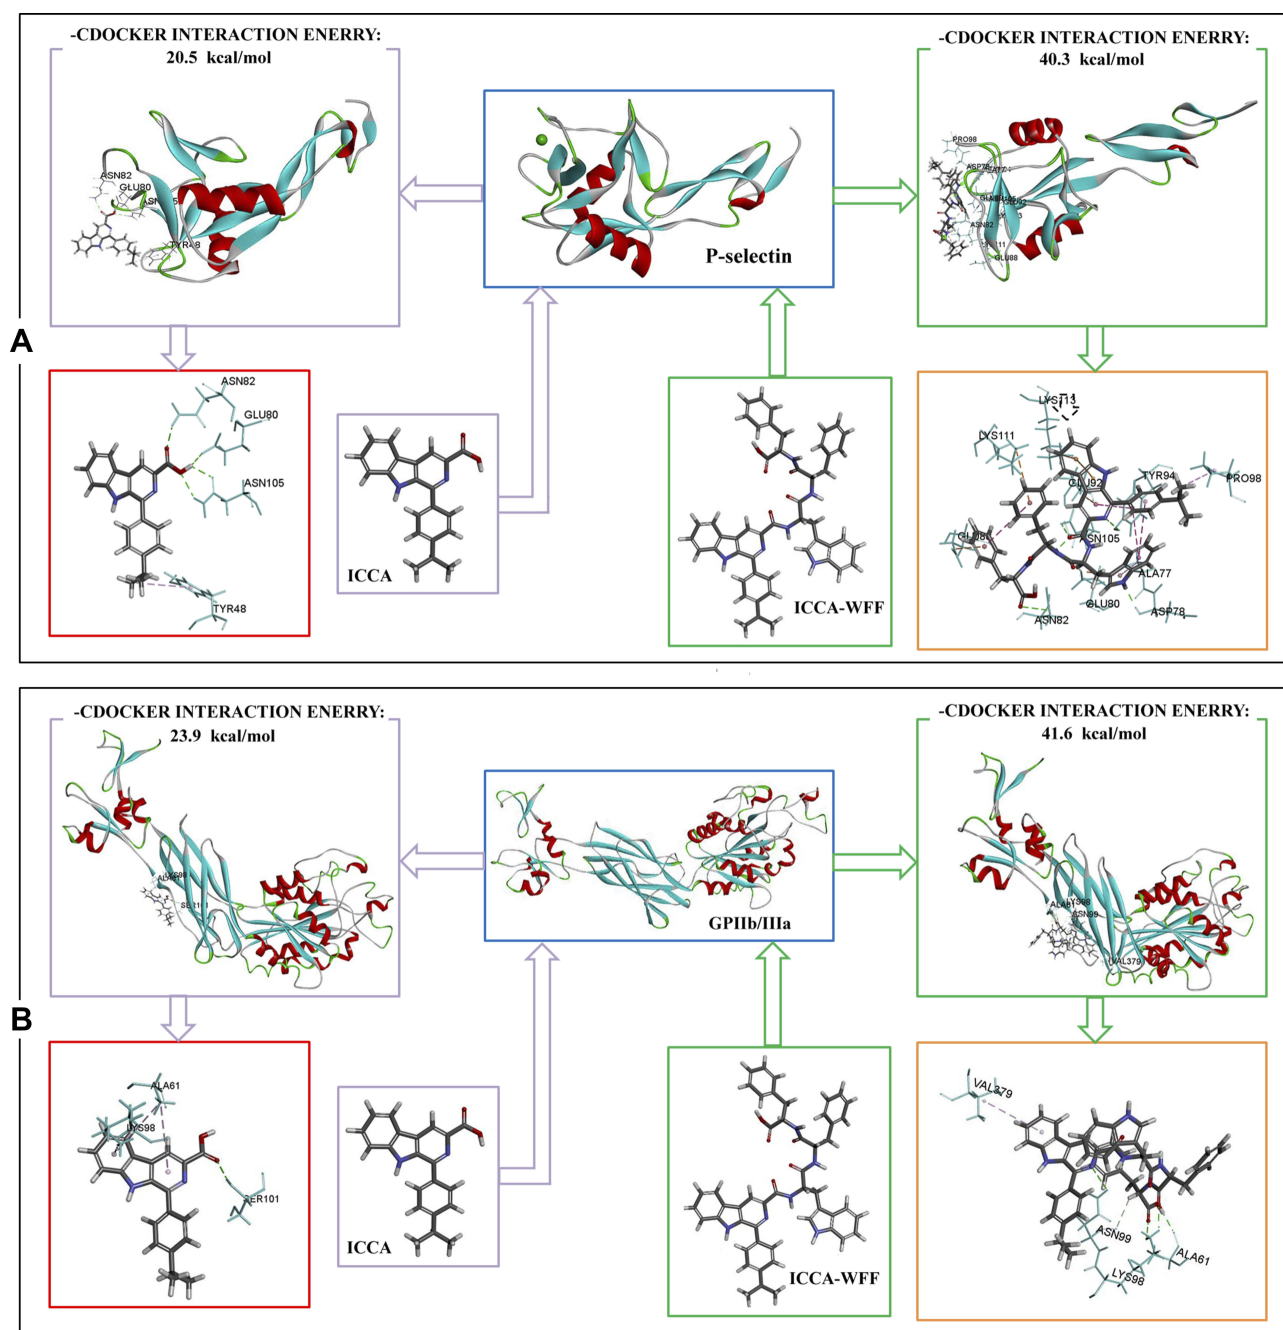 A
-CDOCKER INTERACTION ENERRY:
20.5 kcal/mol
ASN82
GLU80
TYR48
P-selectin
-CDOCKER INTERACTION ENERRY:
40.3 kcal/mol
PRO98
ASN82
GLU88
ASN82
GLU80
ASN105
TYR48
ICCA
ICCA-WFF
LYS113
LYS111
GLU92
TYR94
PRO98
ASN105
ALA77
GLU80
ASP78
ASN82
B
-CDOCKER INTERACTION ENERRY:
23.9 kcal/mol
LYS98
GPIIb/IIIa
-CDOCKER INTERACTION ENERRY:
41.6 kcal/mol
ALA61
LYS98
ASN99
VAL379
ALA61
LYS98
SER101
ICCA
ICCA-WFF
VAL379
ASN99
LYS98
ALA61